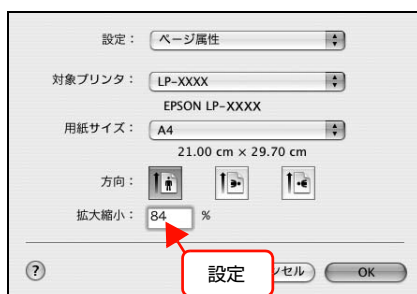 設定： ページ属性
対象プリンタ： LP-XXXX
EPSON LP-XXXX
用紙サイズ： A4
21.00 cm × 29.70 cm
方向：
拡大縮小： 84 %
? 設定 ンセル OK